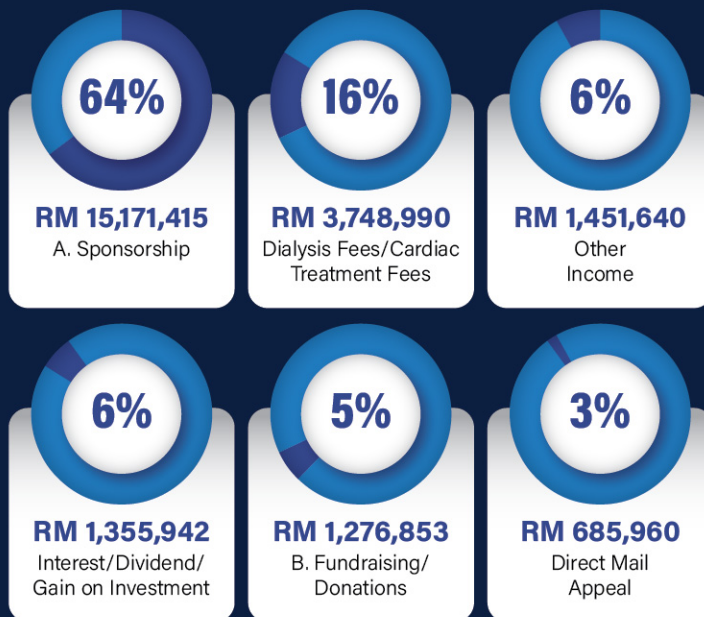 64%
RM 15,171,415
A. Sponsorship
16%
RM 3,748,990
Dialysis Fees/Cardiac
Treatment Fees
6%
RM 1,451,640
Other
Income
6%
RM 1,355,942
Interest/Dividend/
Gain on Investment
5%
RM 1,276,853
B. Fundraising/
Donations
3%
RM 685,960
Direct Mail
Appeal